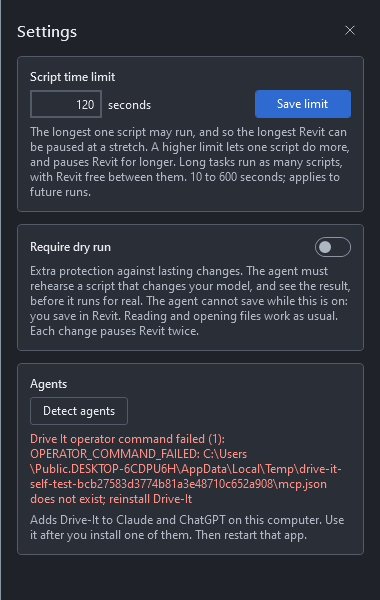 Settings
Script time limit
120 seconds Save limit
The longest one script may run, and so the longest Revit can
be paused at a stretch. A higher limit lets one script do more,
and pauses Revit for longer. Long tasks run as many scripts,
with Revit free between them. 10 to 600 seconds; applies to
future runs.
Require dry run
Extra protection against lasting changes. The agent must
rehearse a script that changes your model, and see the result,
before it runs for real. The agent cannot save while this is on:
you save in Revit. Reading and opening files work as usual.
Each change pauses Revit twice.
Agents
Detect agents
Drive It operator command failed (1):
OPERATOR_COMMAND_FAILED: C:\Users
\Public.DESKTOP-6CDPU6H\AppData\Local\Temp\drive-it-
self-test-bcb27583d3774b81a3e48710c652a908\mcp.json
does not exist; reinstall Drive-It
Adds Drive-It to Claude and ChatGPT on this computer. Use
it after you install one of them. Then restart that app.